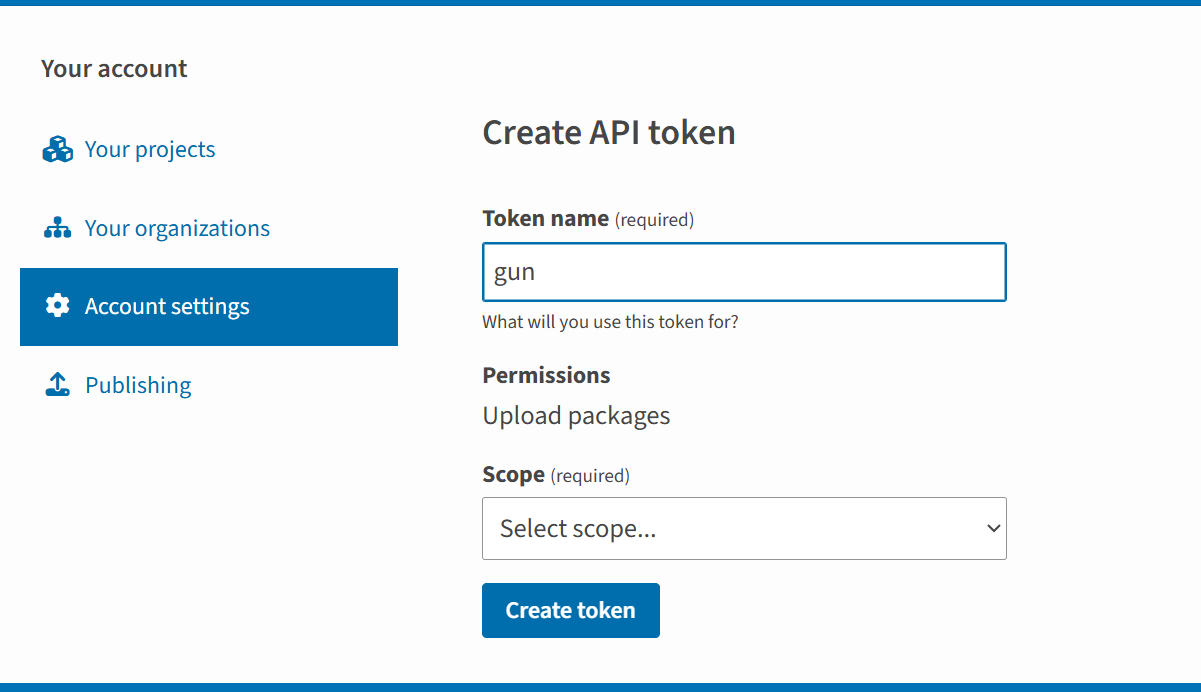 Your account
Your projects
Your organizations
Account settings
Publishing
Create API token
Token name (required)
gun
What will you use this token for?
Permissions
Upload packages
Scope (required)
Select scope...
Create token